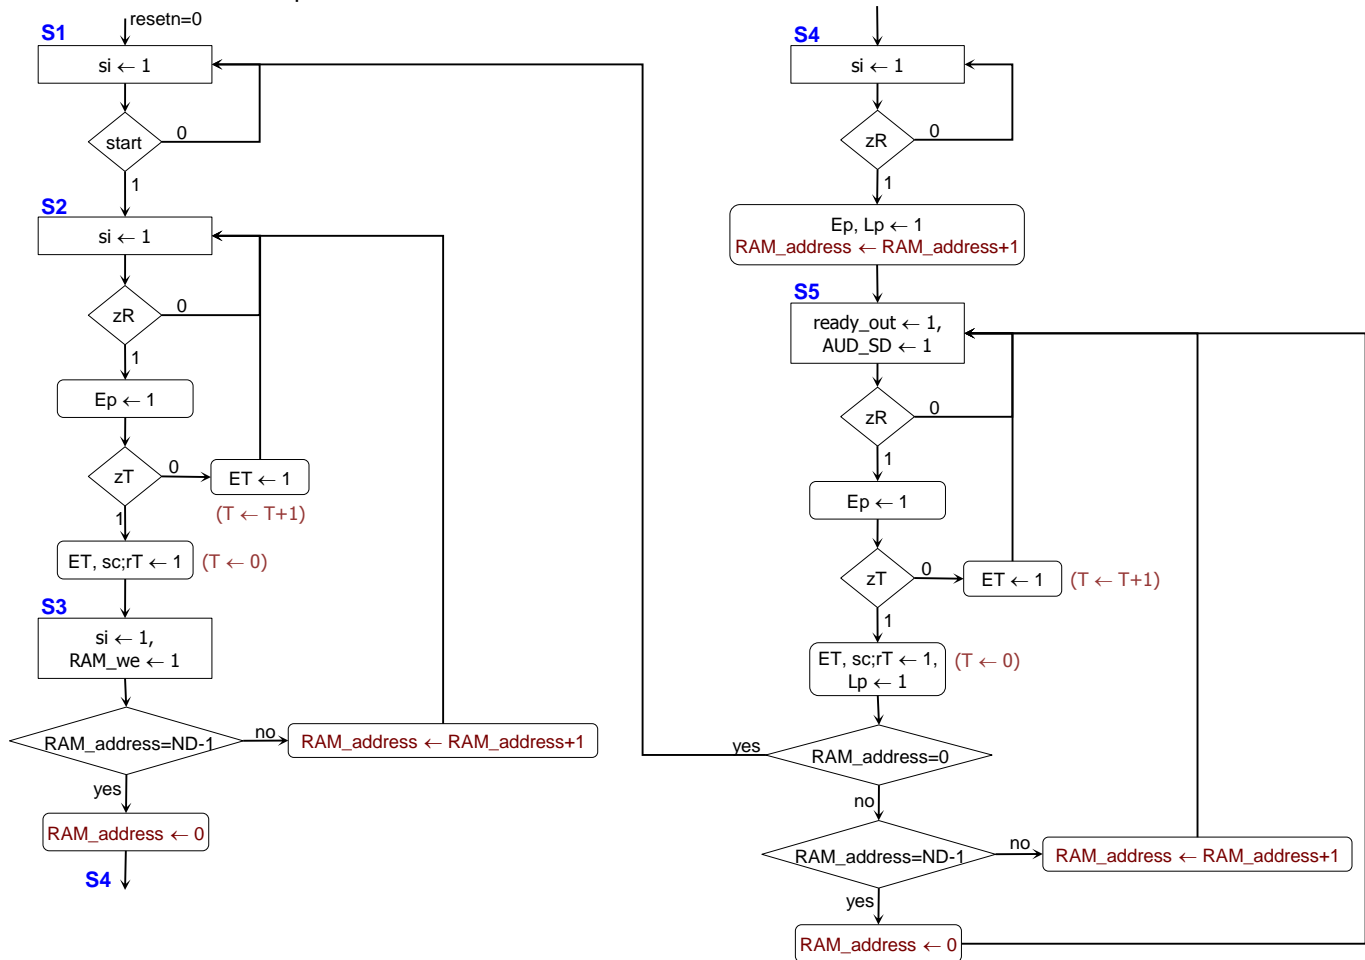 resetn=0
S1
si ← 1
start
0
1
S2
si ← 1
zR
0
1
Ep ← 1
zT
0
ET ← 1
(T ← T+1)
1
ET, sc;rT ← 1
(T ← 0)
S3
si ← 1,
RAM_we ← 1
RAM_address=ND-1
no
RAM_address ← RAM_address+1
yes
RAM_address ← 0
S4
S4
si ← 1
zR
0
1
Ep, Lp ← 1
RAM_address ← RAM_address+1
S5
ready_out ← 1,
AUD_SD ← 1
zR
0
1
Ep ← 1
zT
0
ET ← 1
(T ← T+1)
1
ET, sc;rT ← 1,
Lp ← 1
(T ← 0)
yes
RAM_address=0
no
RAM_address=ND-1
no
RAM_address ← RAM_address+1
yes
RAM_address ← 0